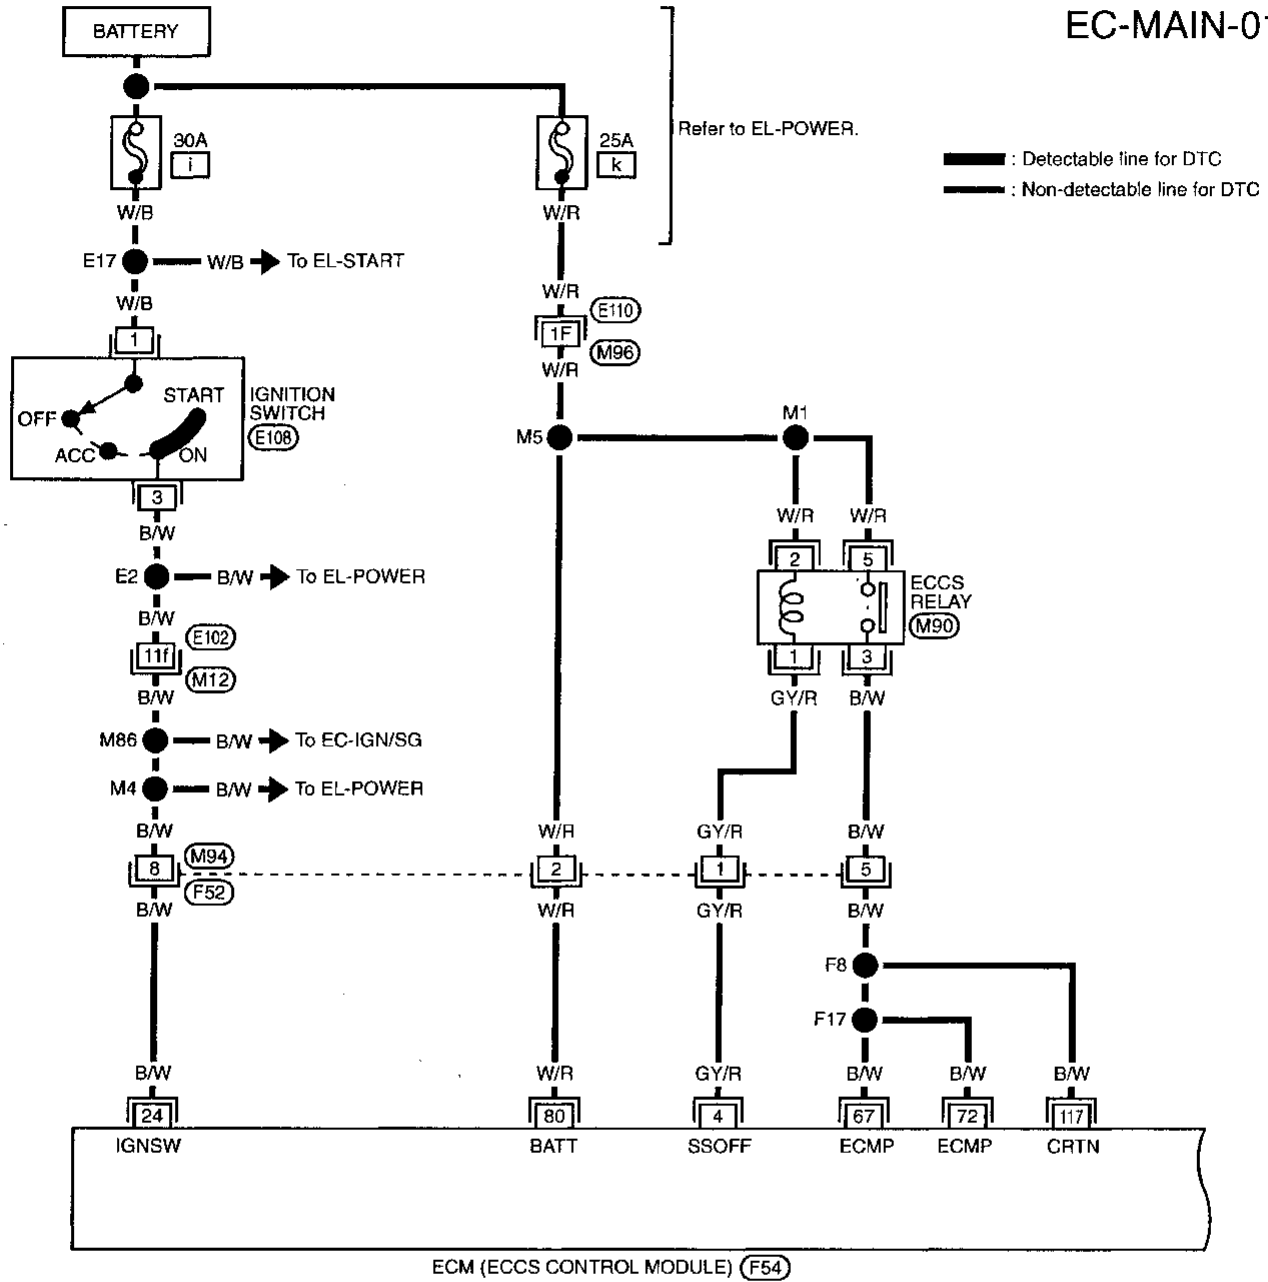 EC-MAIN-01
BATTERY
30A
i
25A
k
Refer to EL-POWER.
: Detectable line for DTC
: Non-detectable line for DTC
W/B
W/R
E17
W/B
To EL-START
W/B
W/R
E110
1F
M96
W/R
1
START
OFF
ACC
ON
IGNITION
SWITCH
E108
3
B/W
M5
M1
W/R
W/R
2
5
ECCS
RELAY
M90
1
3
GY/R
B/W
E2
B/W
To EL-POWER
B/W
E102
11f
M12
B/W
M86
B/W
To EC-IGN/SG
M4
B/W
To EL-POWER
B/W
W/R
GY/R
B/W
8
M94
F52
2
1
5
B/W
W/R
GY/R
B/W
F8
F17
B/W
W/R
GY/R
B/W
B/W
B/W
24
80
4
67
72
117
IGNSW
BATT
SSOFF
ECMP
ECMP
CRTN
ECM (ECCS CONTROL MODULE)
F54